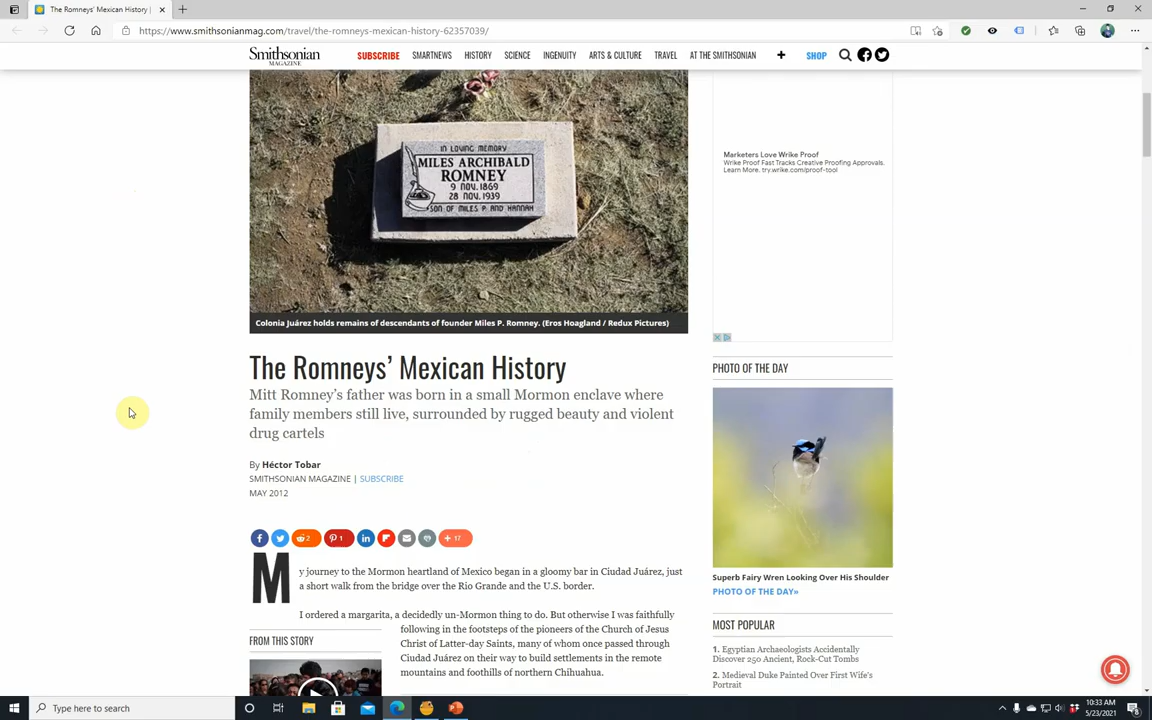 The Romneys' Mexican History |
https://www.smithsonianmag.com/travel/the-romneys-mexican-history-62357039/
Smithsonian
MAGAZINE
SUBSCRIBE SMARTNEWS HISTORY SCIENCE INGENUITY ARTS & CULTURE TRAVEL AT THE SMITHSONIAN + SHOP
IN LOVING MEMORY
MILES ARCHIBALD
ROMNEY
9 NOV. 1869
28 NOV. 1939
SON OF MILES P. AND HANNAH
Colonia Juárez holds remains of descendants of founder Miles P. Romney. (Eros Hoagland / Redux Pictures)
The Romneys’ Mexican History
Mitt Romney’s father was born in a small Mormon enclave where
family members still live, surrounded by rugged beauty and violent
drug cartels
By Héctor Tobar
SMITHSONIAN MAGAZINE | SUBSCRIBE
MAY 2012
2
1
+ 17
My journey to the Mormon heartland of Mexico began in a gloomy bar in Ciudad Juárez, just
a short walk from the bridge over the Rio Grande and the U.S. border.
I ordered a margarita, a decidedly un-Mormon thing to do. But otherwise I was faithfully
following in the footsteps of the pioneers of the Church of Jesus
Christ of Latter-day Saints, many of whom once passed through
Ciudad Juárez on their way to build settlements in the remote
mountains and foothills of northern Chihuahua.
FROM THIS STORY
Marketers Love Wrike Proof
Wrike Proof Fast Tracks Creative Proofing Approvals.
Learn More. try.wrike.com/proof-tool
PHOTO OF THE DAY
Superb Fairy Wren Looking Over His Shoulder
PHOTO OF THE DAY»
MOST POPULAR
1. Egyptian Archaeologists Accidentally
Discover 250 Ancient, Rock-Cut Tombs
2. Medieval Duke Painted Over First Wife's
Portrait
Type here to search
10:33 AM
5/23/2021
8